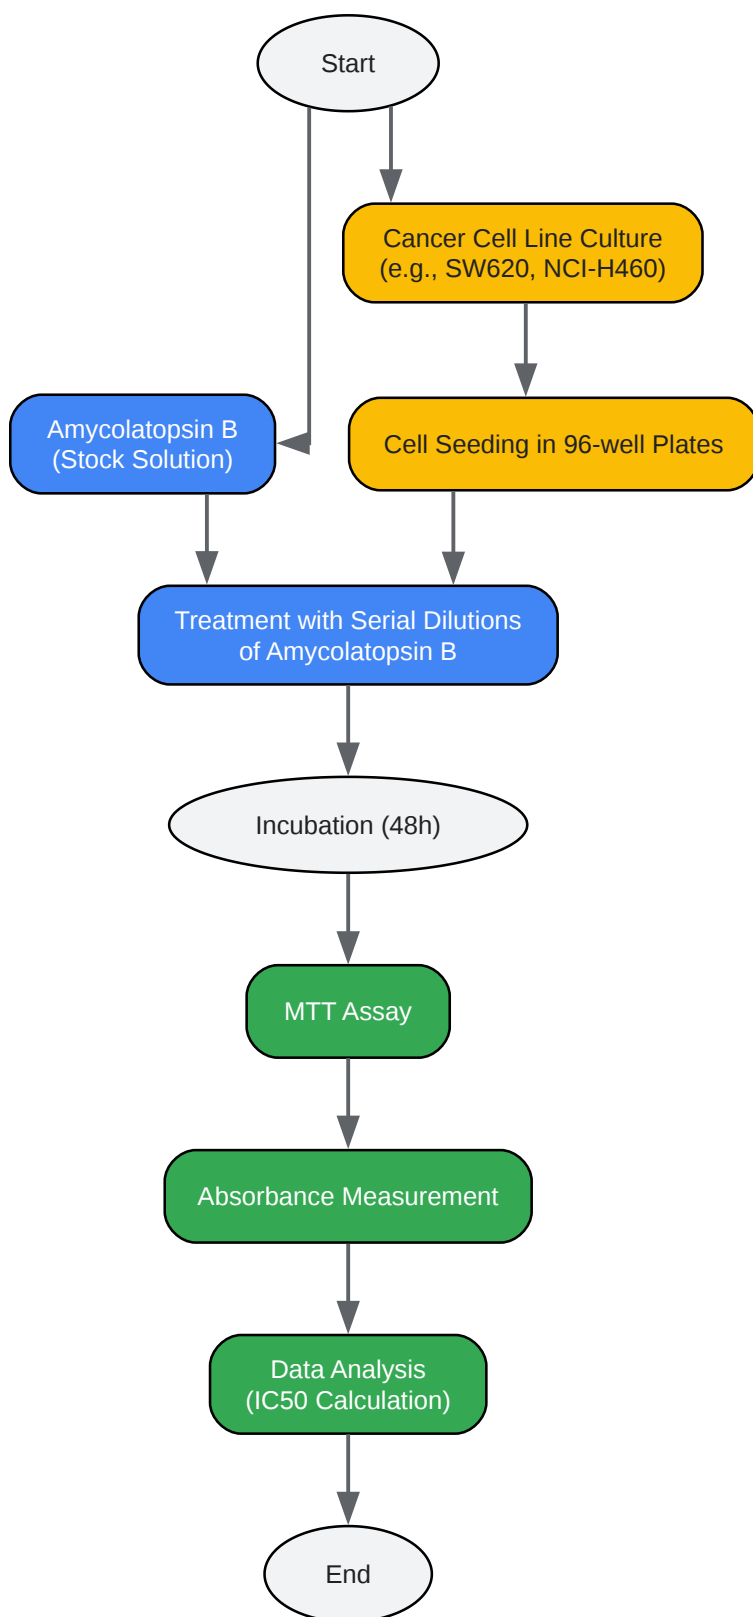 Start
Cancer Cell Line Culture
(e.g., SW620, NCI-H460)
Amycolatopsin B
(Stock Solution)
Cell Seeding in 96-well Plates
Treatment with Serial Dilutions
of Amycolatopsin B
Incubation (48h)
MTT Assay
Absorbance Measurement
Data Analysis
(IC50 Calculation)
End